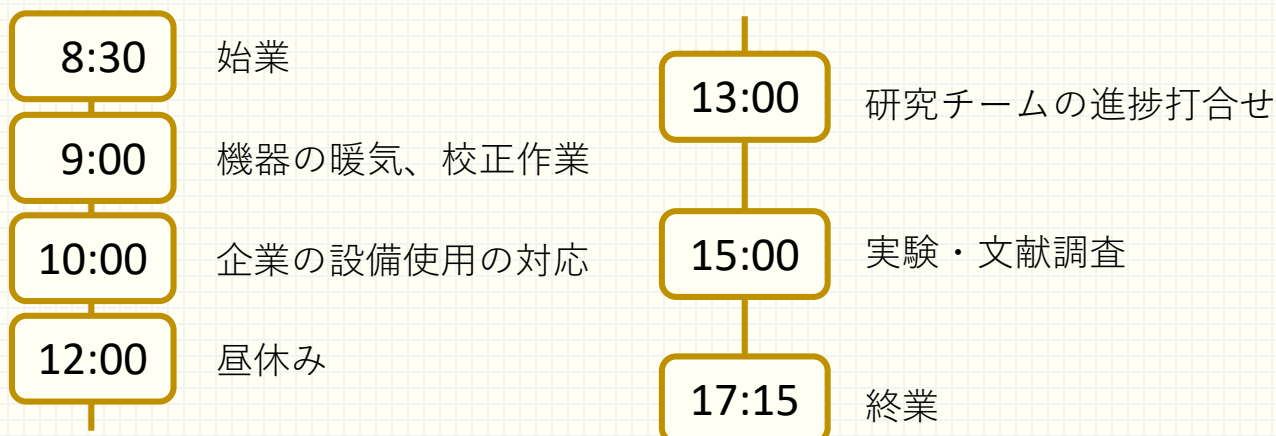 8:30 始業
9:00 機器の暖気、校正作業
10:00 企業の設備使用の対応
12:00 昼休み
13:00 研究チームの進捗打合せ
15:00 実験・文献調査
17:15 終業